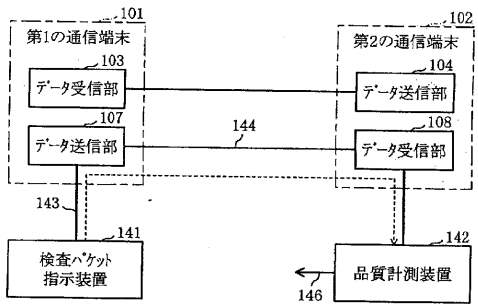 101
102
第1の通信端末
第2の通信端末
103
104
データ受信部
データ送信部
107
108
データ送信部
144
データ受信部
143
141
142
検査パケット
指示装置
品質計測装置
146